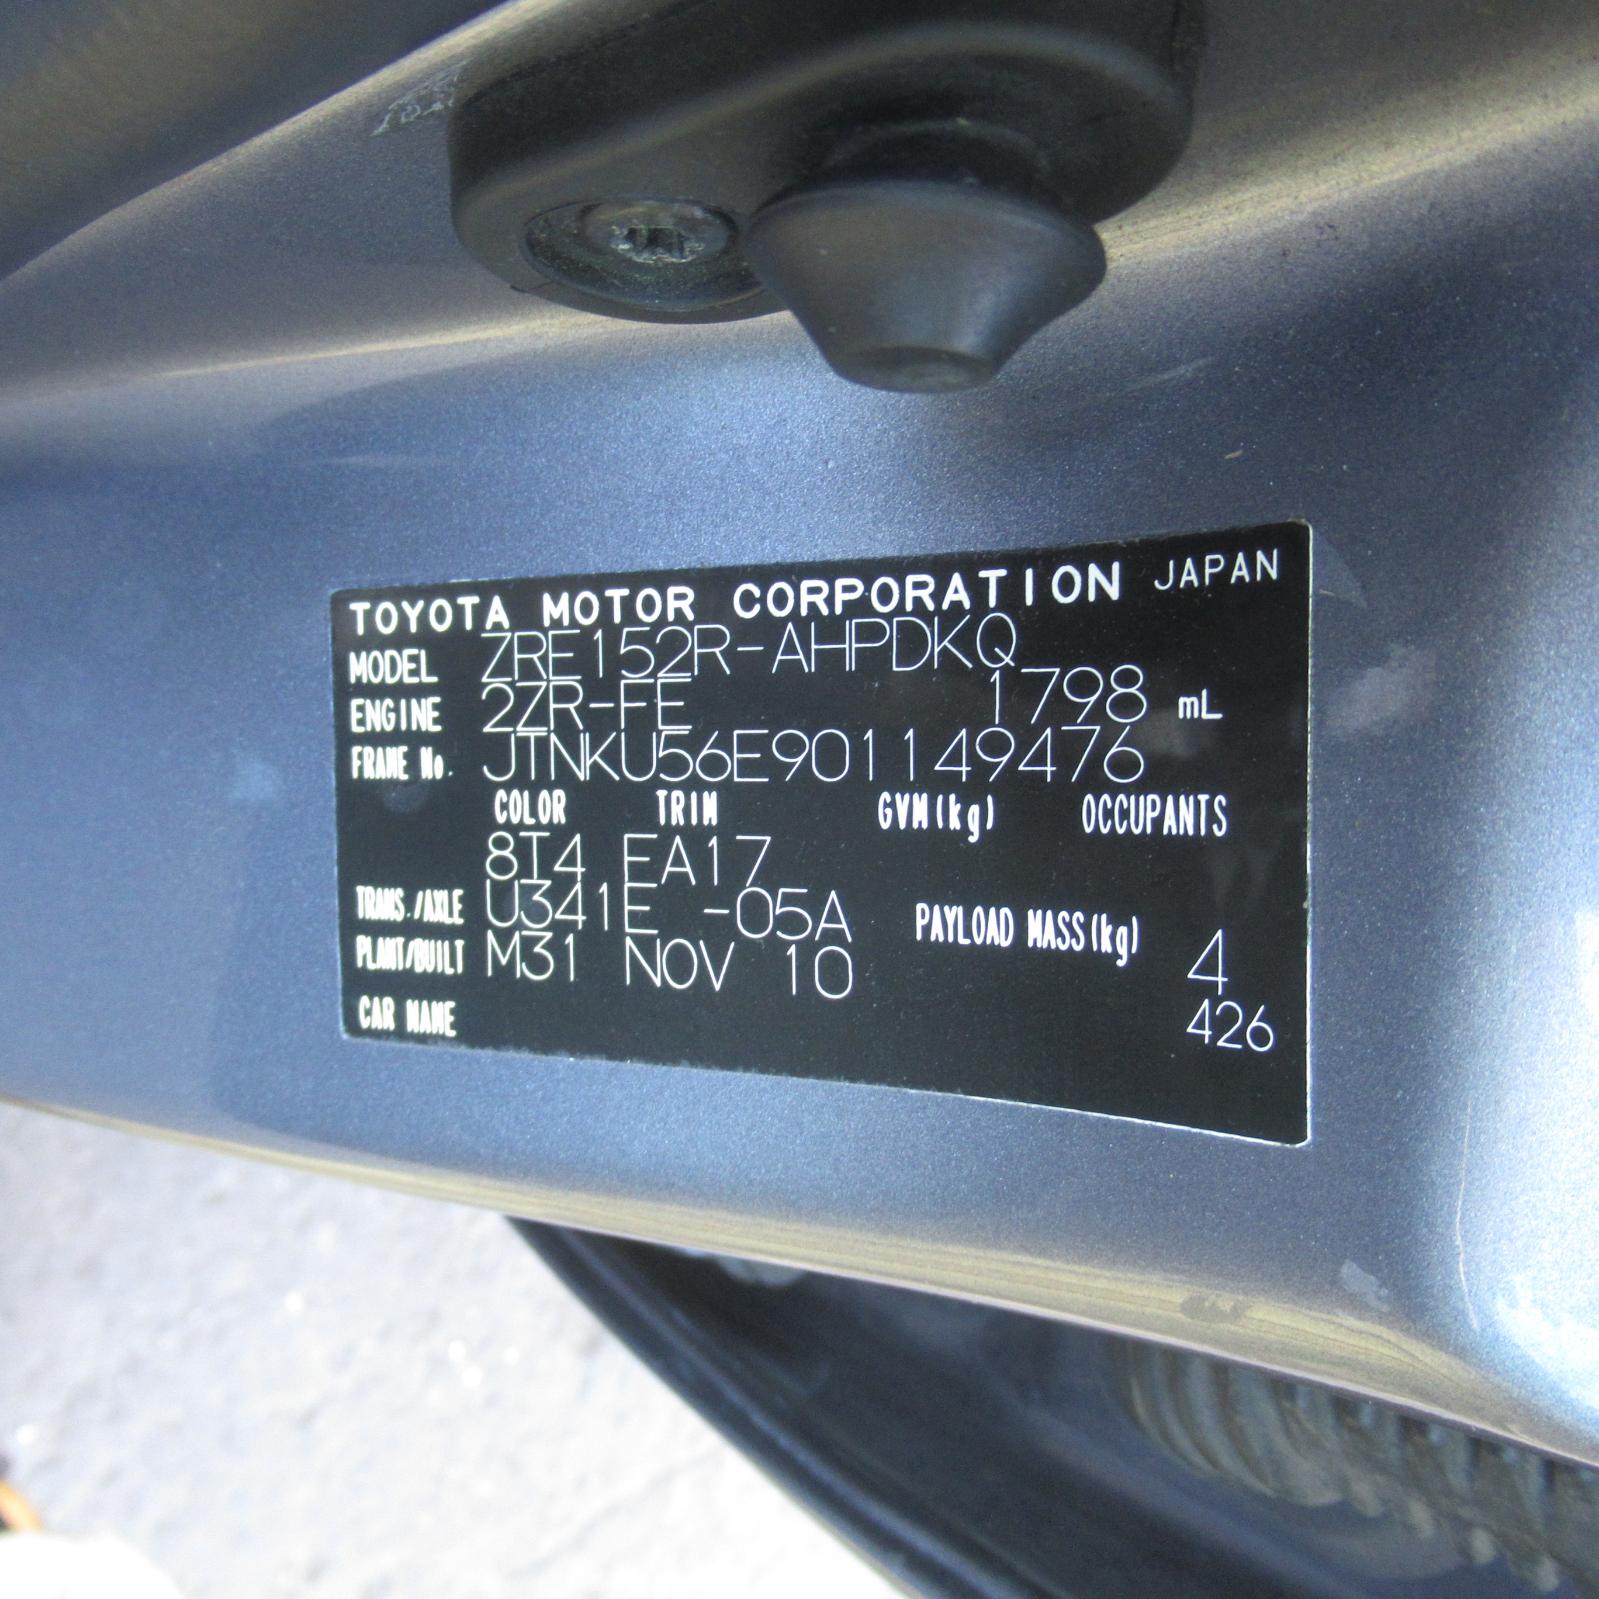 TOYOTA MOTOR CORPORATION JAPAN
MODEL ZRE152R-AHPDKQ
ENGINE 2ZR-FE 1798 mL
FRAME No. JTNKU56E901149476
COLOR TRIM GVM(kg) OCCUPANTS
8T4 EA17
TRANS./AXLE U341E -05A PAYLOAD MASS(kg) 4
PLANT/BUILT M31 NOV 10 426
CAR NAME